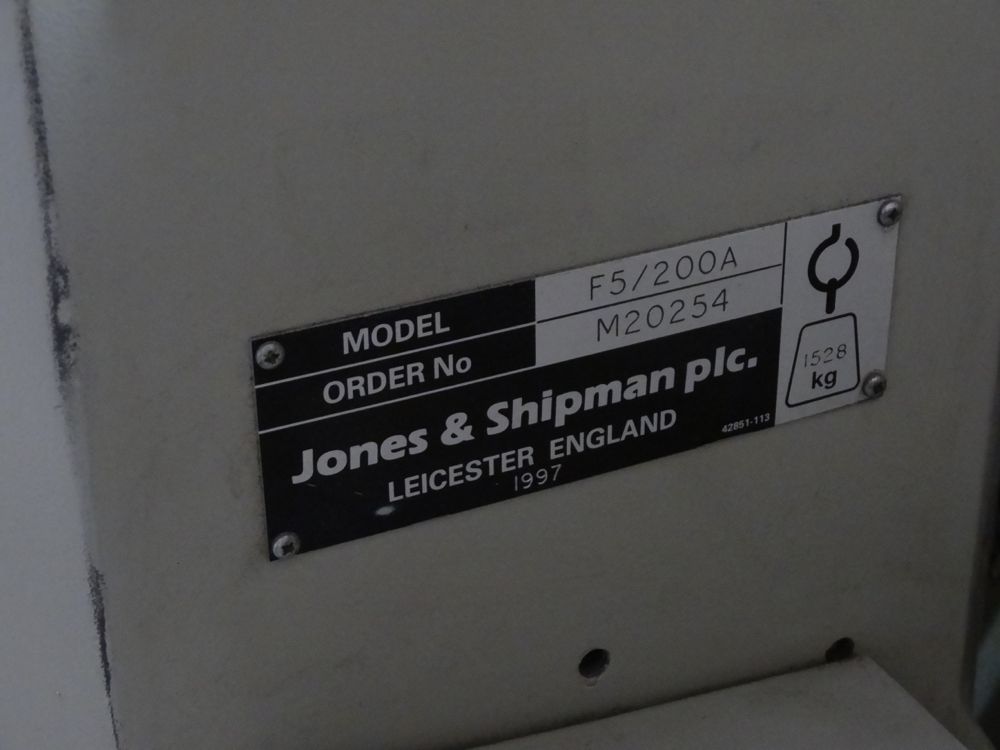 MODEL F5/200A
ORDER No M20254
Jones & Shipman plc.
LEICESTER ENGLAND
1997
42851-113
1528
kg